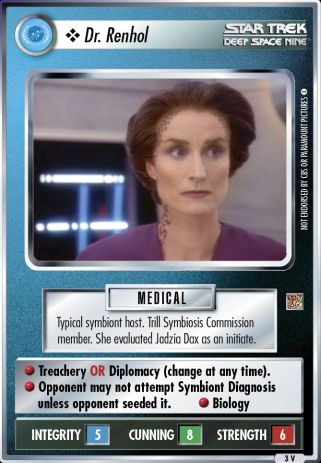 ❖ Dr. Renhol
STAR TREK
DEEP SPACE NINE
NOT ENDORSED BY CBS OR PARAMOUNT PICTURES
MEDICAL
Typical symbiont host. Trill Symbiosis Commission
member. She evaluated Jadzia Dax as an initiate.
Treachery OR Diplomacy (change at any time).
Opponent may not attempt Symbiont Diagnosis
unless opponent seeded it. Biology
INTEGRITY 5 CUNNING 8 STRENGTH 6
3 V